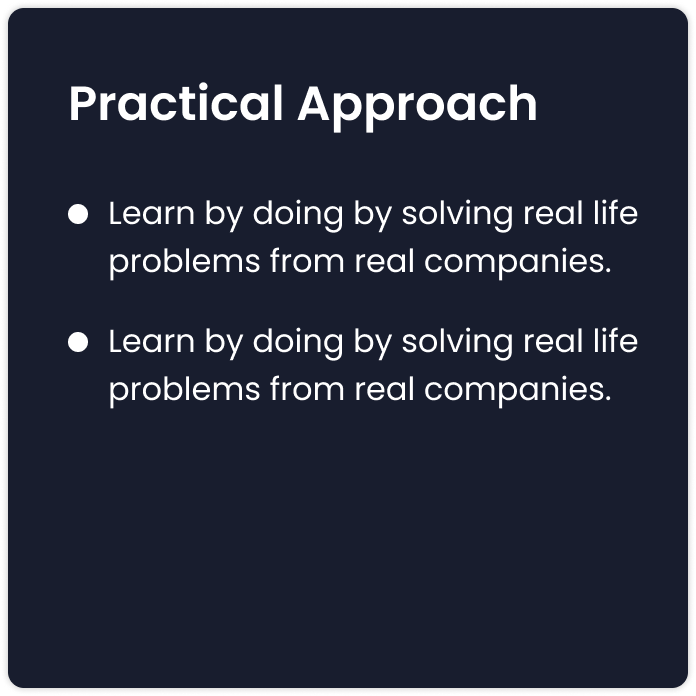 Practical Approach
● Learn by doing by solving real life
problems from real companies.
● Learn by doing by solving real life
problems from real companies.